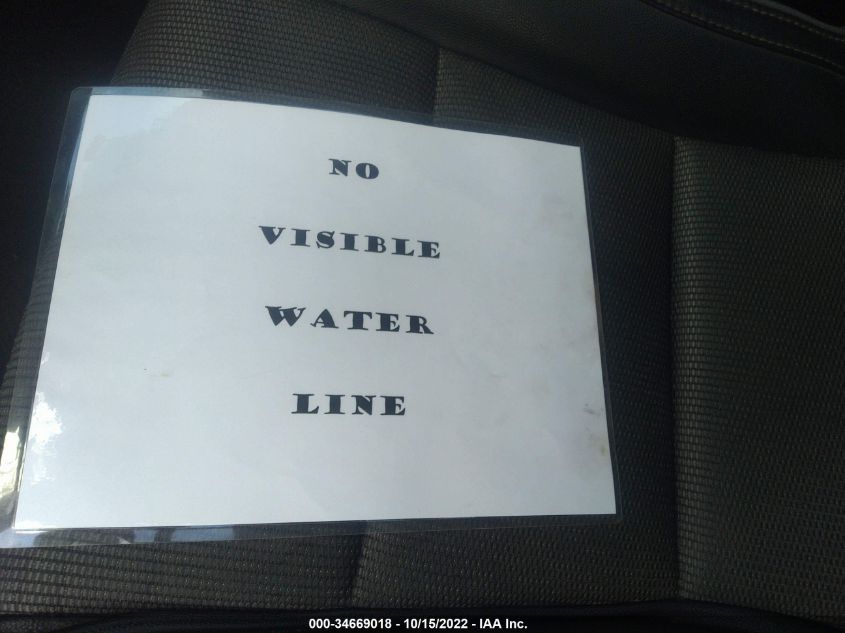 NO
VISIBLE
WATER
LINE
000-34669018 - 10/15/2022 - IAA Inc.